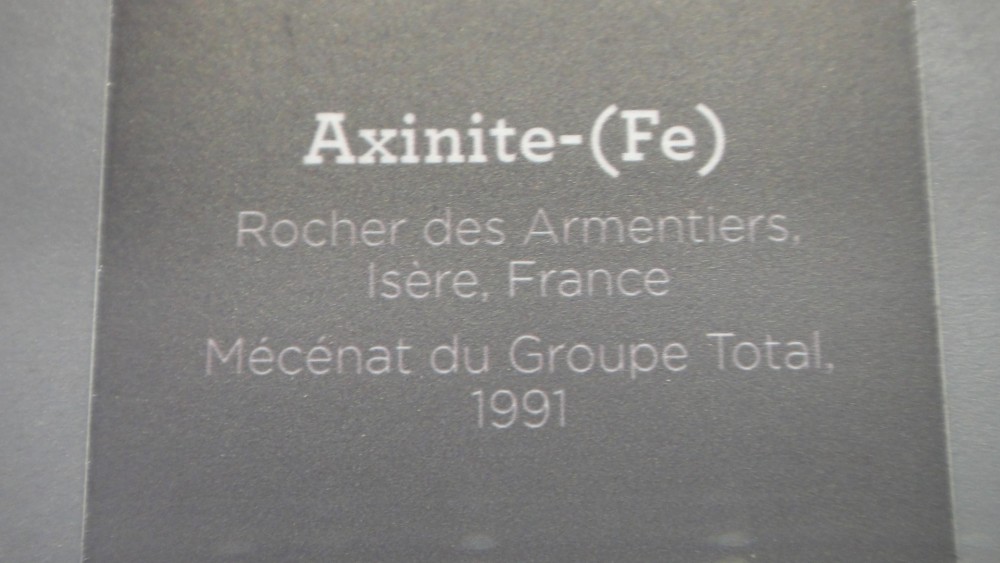 Axinite-(Fe)
Rocher des Armentiers,
Isère, France
Mécénat du Groupe Total,
1991